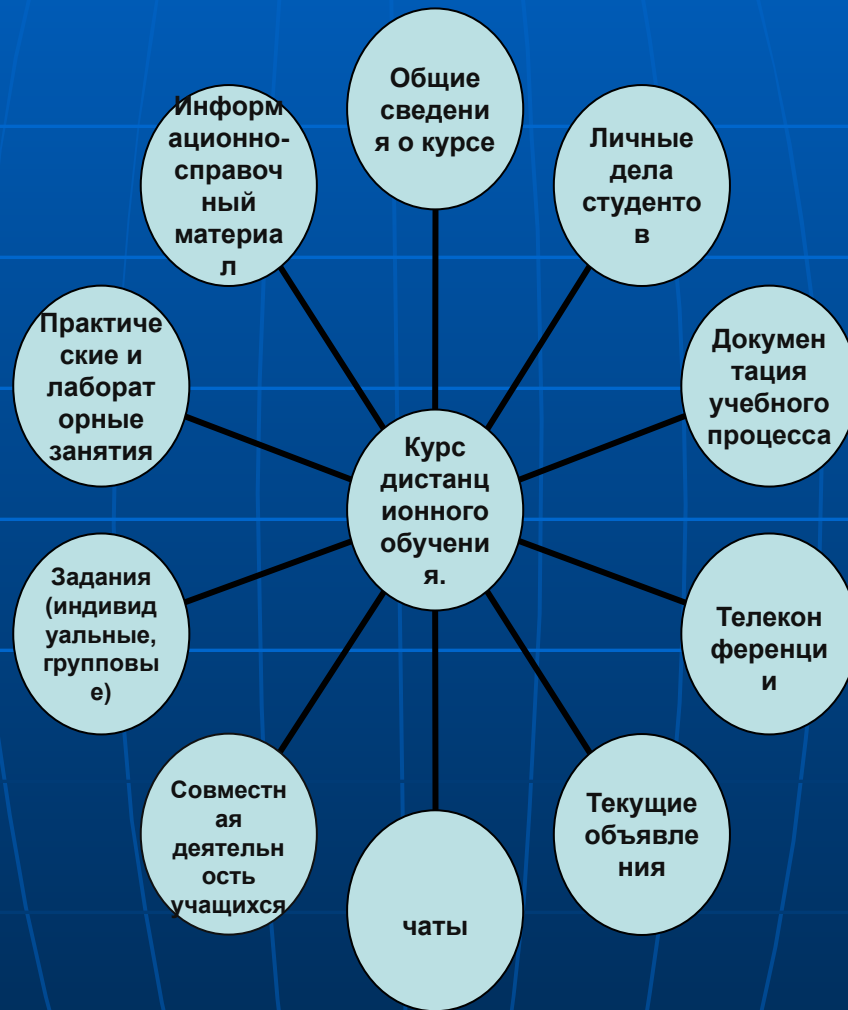 Общие
сведени
я о курсе
Личные
дела
студенто
в
Докумен
тация
учебного
процесса
Телекон
ференци
и
Текущие
объявле
ния
чаты
Совместн
ая
деятельн
ость
учащихся
Задания
(индивид
уальные,
групповы
е)
Практиче
ские и
лаборат
орные
занятия
Информ
ационно-
справоч
ный
материа
л
Курс
дистанц
ионного
обучени
я.